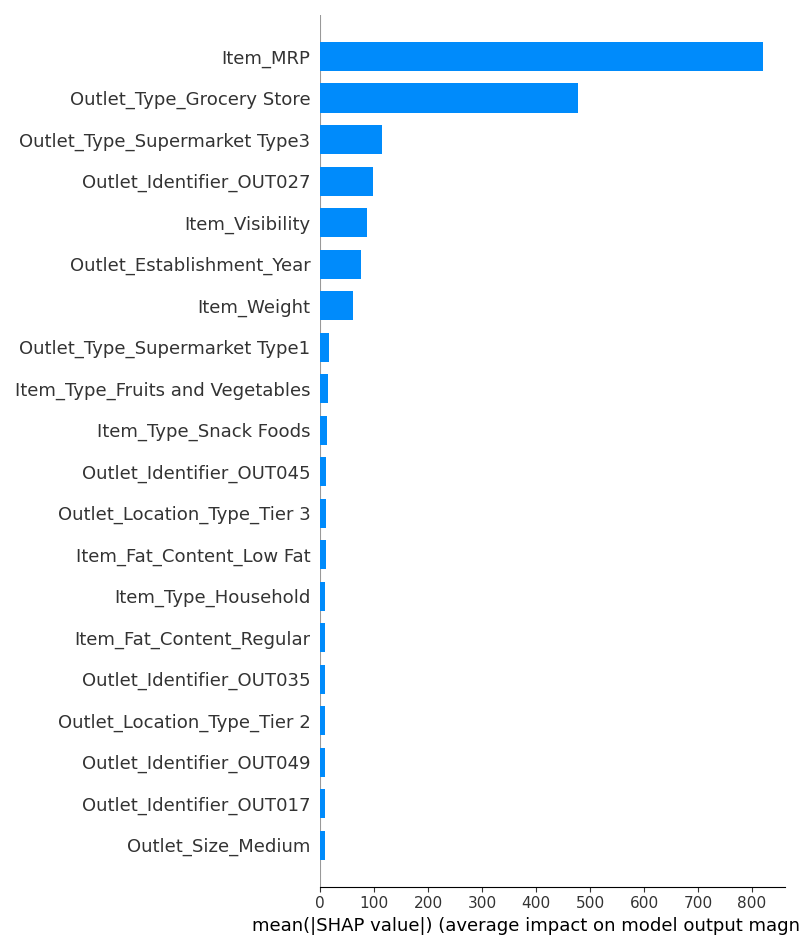 Item_MRP
Outlet_Type_Grocery Store
Outlet_Type_Supermarket Type3
Outlet_Identifier_OUT027
Item_Visibility
Outlet_Establishment_Year
Item_Weight
Outlet_Type_Supermarket Type1
Item_Type_Fruits and Vegetables
Item_Type_Snack Foods
Outlet_Identifier_OUT045
Outlet_Location_Type_Tier 3
Item_Fat_Content_Low Fat
Item_Type_Household
Item_Fat_Content_Regular
Outlet_Identifier_OUT035
Outlet_Location_Type_Tier 2
Outlet_Identifier_OUT049
Outlet_Identifier_OUT017
Outlet_Size_Medium
0 100 200 300 400 500 600 700 800
mean(|SHAP value|) (average impact on model output magn